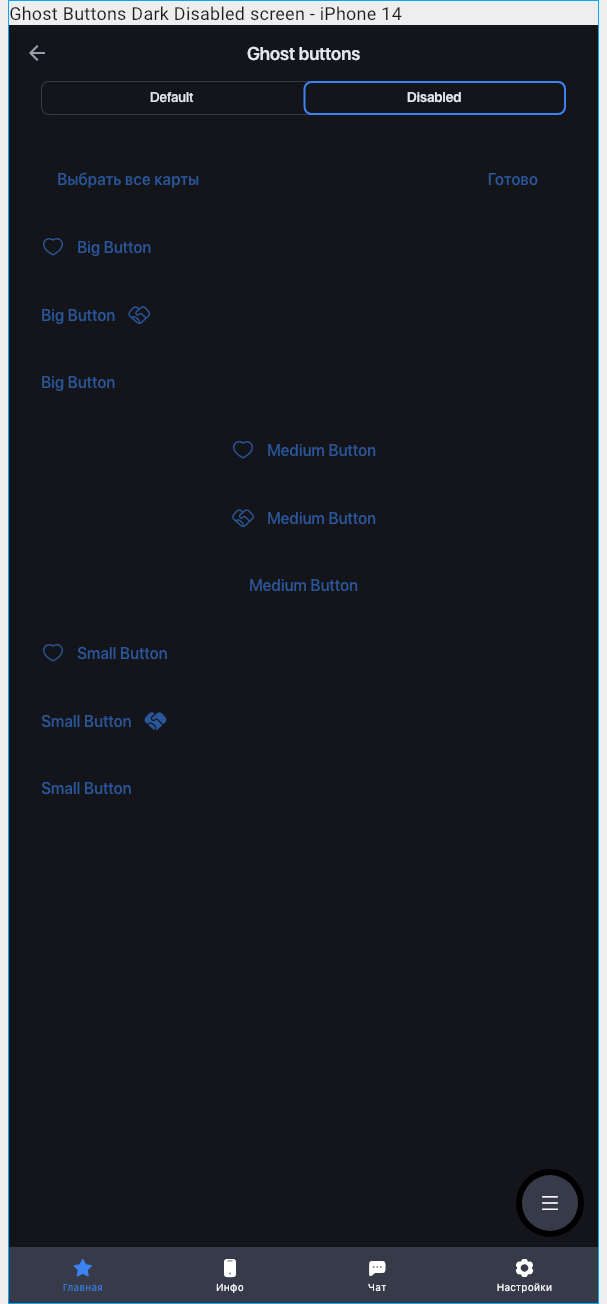 Ghost Buttons Dark Disabled screen - iPhone 14
Ghost buttons
Default Disabled
Выбрать все карты Готово
Big Button
Big Button
Big Button
Medium Button
Medium Button
Medium Button
Small Button
Small Button
Small Button
Главная Инфо Чат Настройки